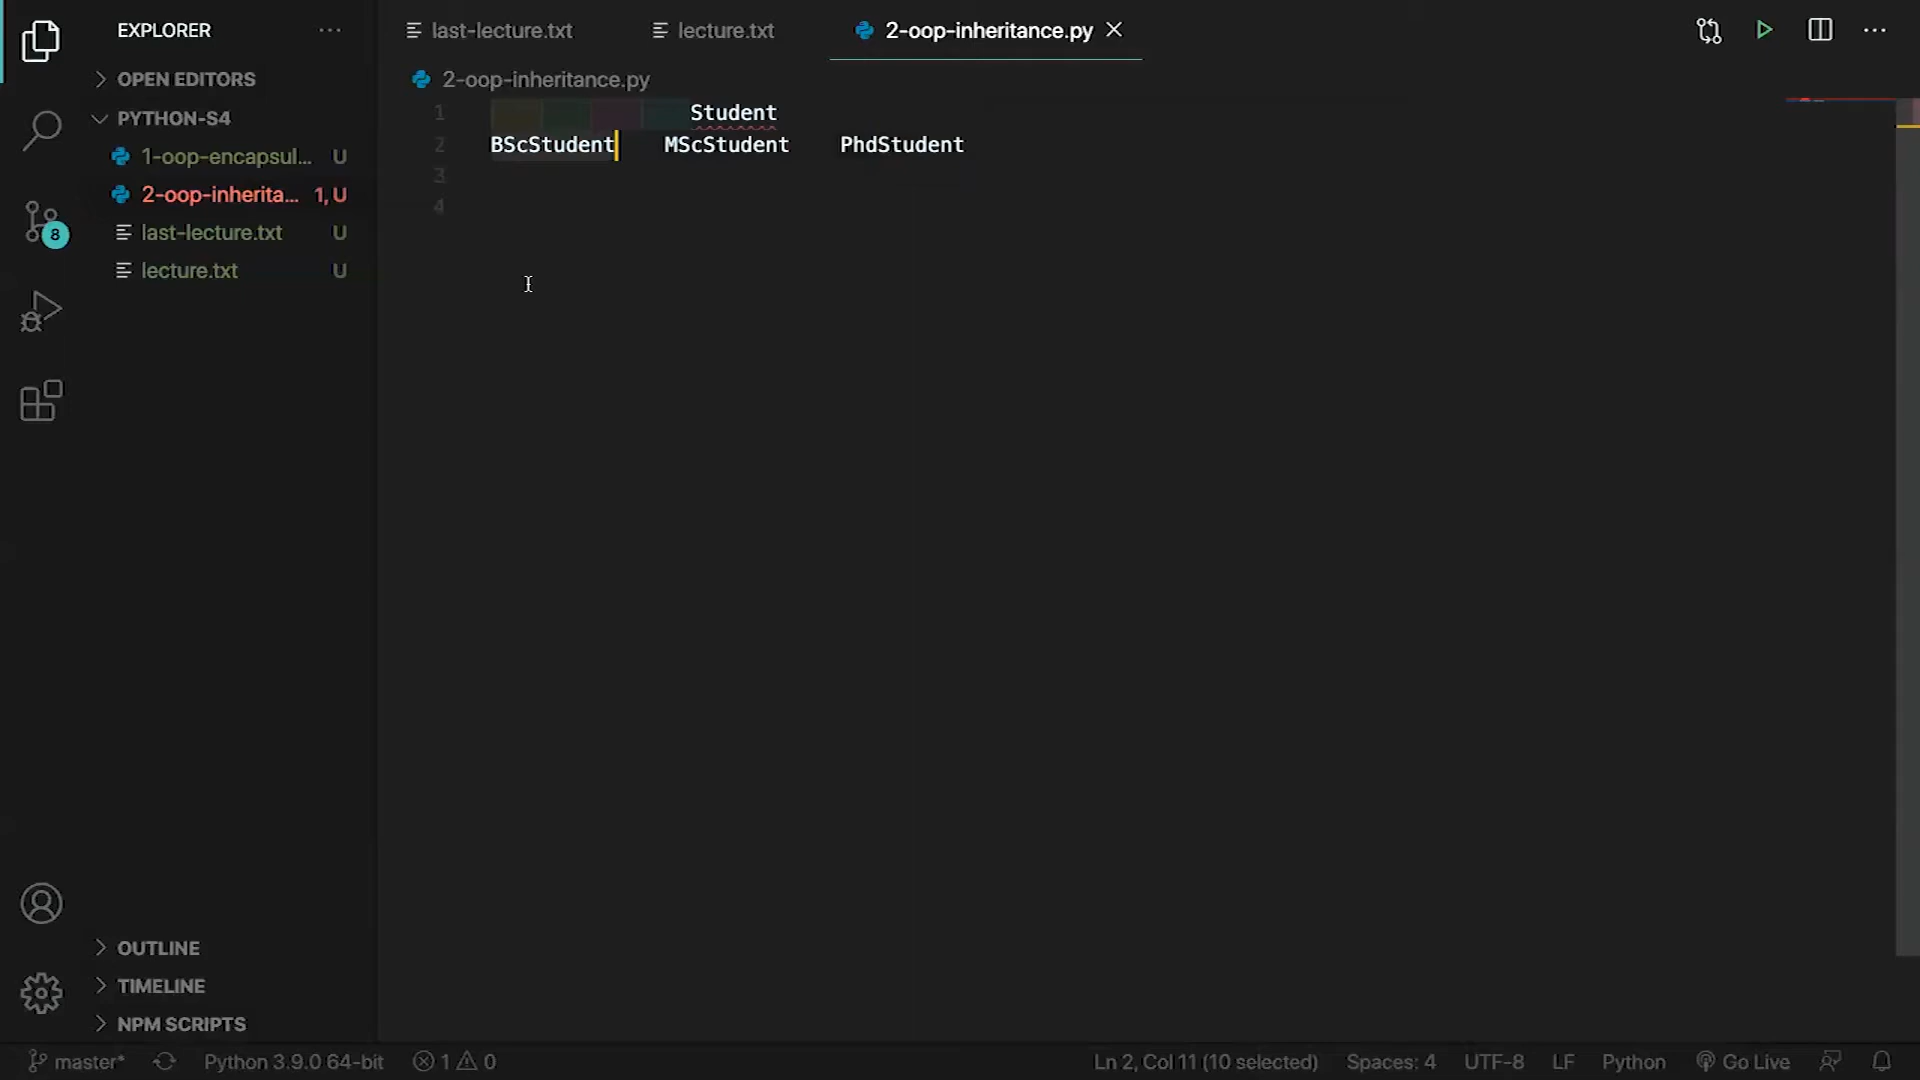 EXPLORER
last-lecture.txt
lecture.txt
2-oop-inheritance.py
OPEN EDITORS
2-oop-inheritance.py
PYTHON-S4
1 Student
2 BScStudent MScStudent PhdStudent
3
4
1-oop-encapsul... U
2-oop-inherita... 1, U
last-lecture.txt U
lecture.txt U
8
OUTLINE
TIMELINE
NPM SCRIPTS
master* Python 3.9.0 64-bit 1 0 Ln 2, Col 11 (10 selected) Spaces: 4 UTF-8 LF Python Go Live